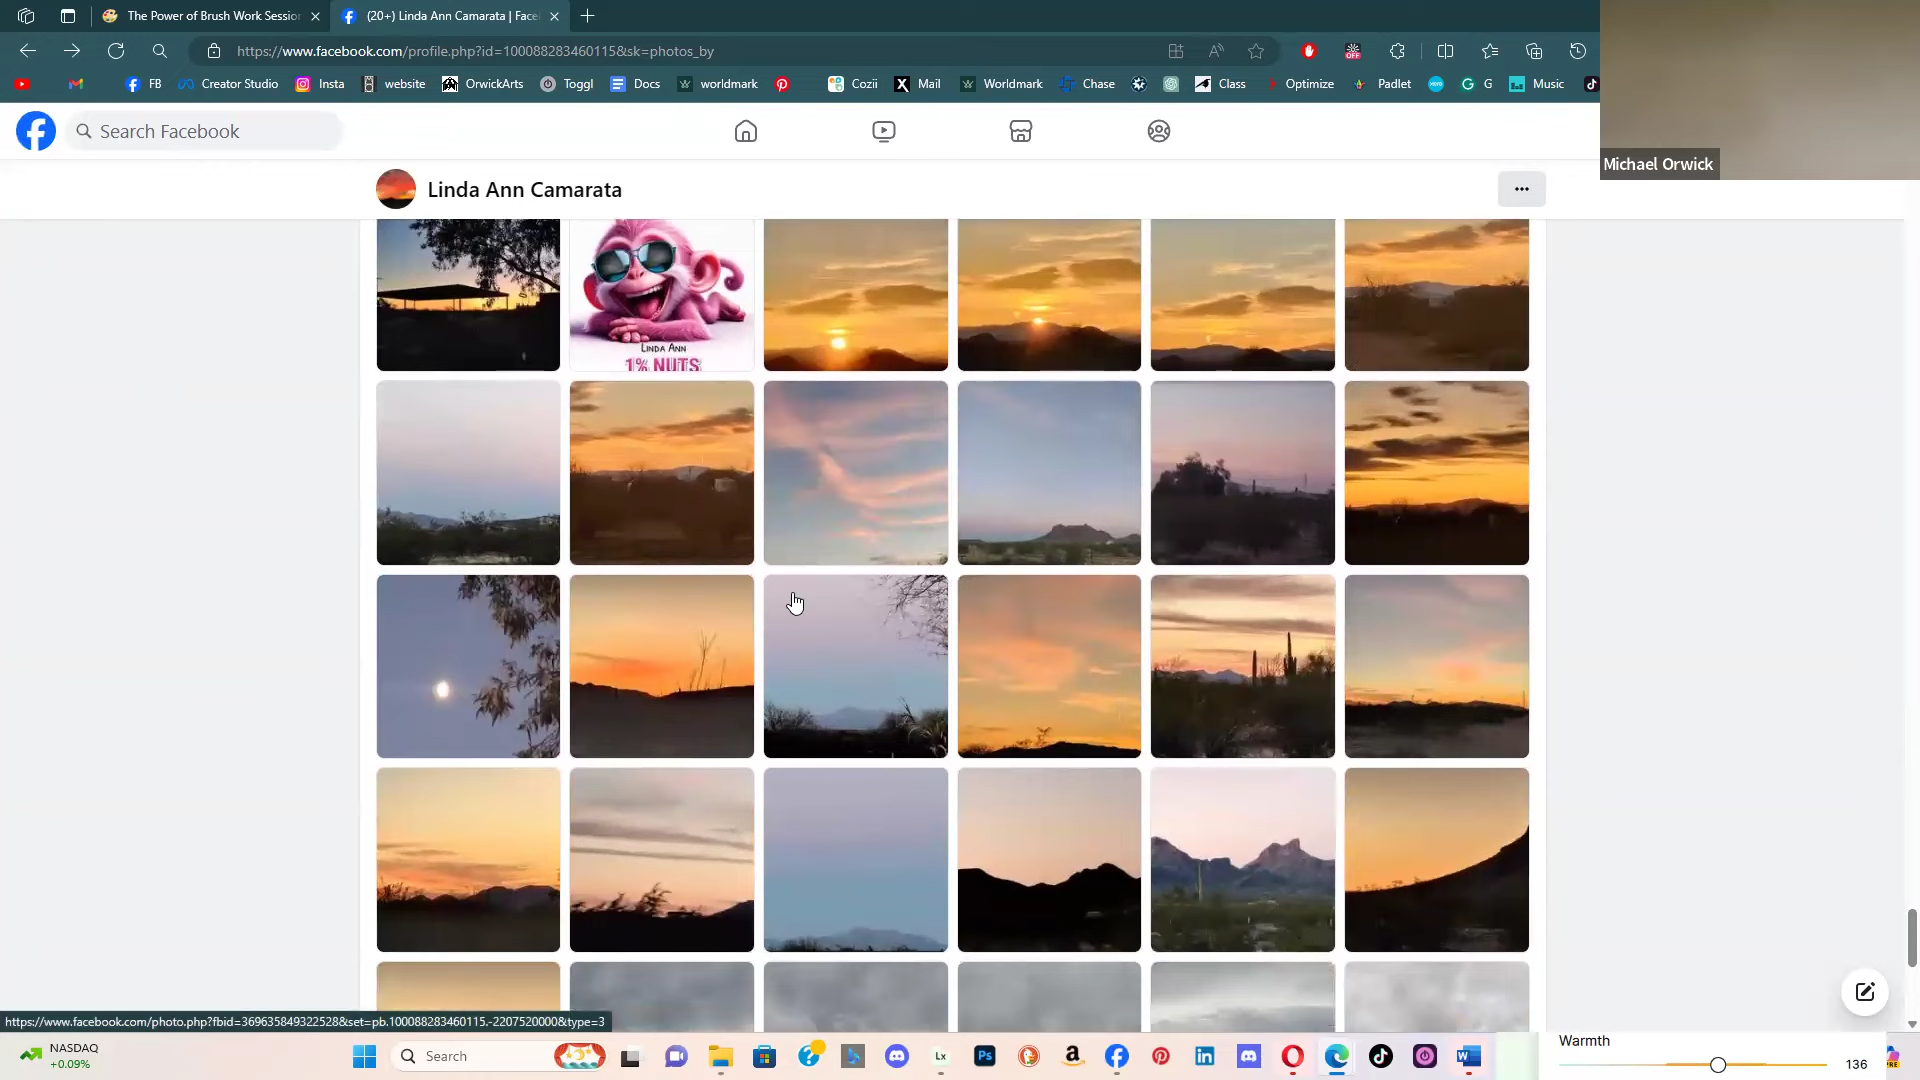 The Power of Brush Work Session
(20+) Linda Ann Camarata | Face
https://www.facebook.com/profile.php?id=100088283460115&sk=photos_by
OFF
FB
Creator Studio
Insta
website
OrwickArts
Toggl
Docs
worldmark
Cozii
Mail
Worldmark
Chase
Class
Optimize
Padlet
G
Music
Search Facebook
Michael Orwick
Linda Ann Camarata
LINDA ANN
1% NUTS
https://www.facebook.com/photo.php?fbid=369635849322528&set=pb.100088283460115.-2207520000&type=3
NASDAQ
+0.09%
Search
Lx
Ps
Warmth
136